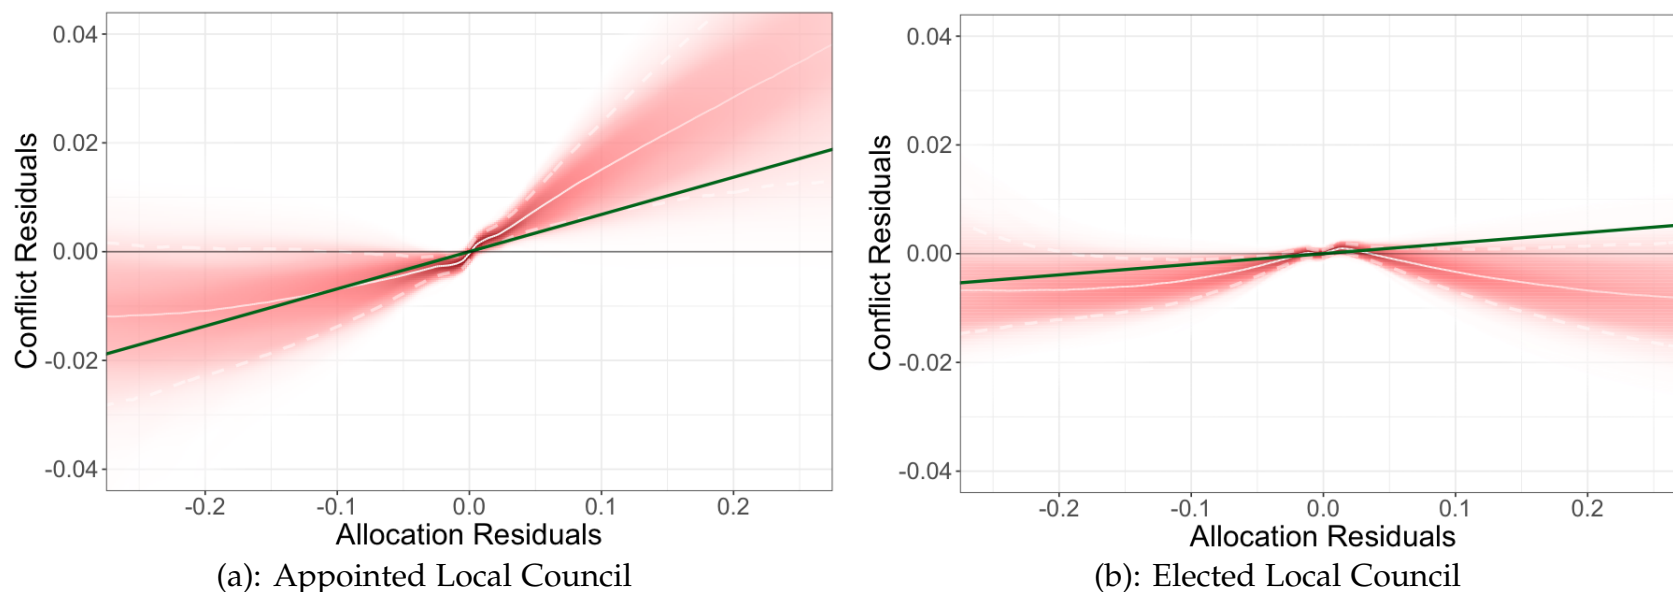 0.04
0.02
0.00
-0.02
-0.04
Conflict Residuals
-0.2 -0.1 0.0 0.1 0.2
Allocation Residuals
(a): Appointed Local Council
0.04
0.02
0.00
-0.02
-0.04
Conflict Residuals
-0.2 -0.1 0.0 0.1 0.2
Allocation Residuals
(b): Elected Local Council